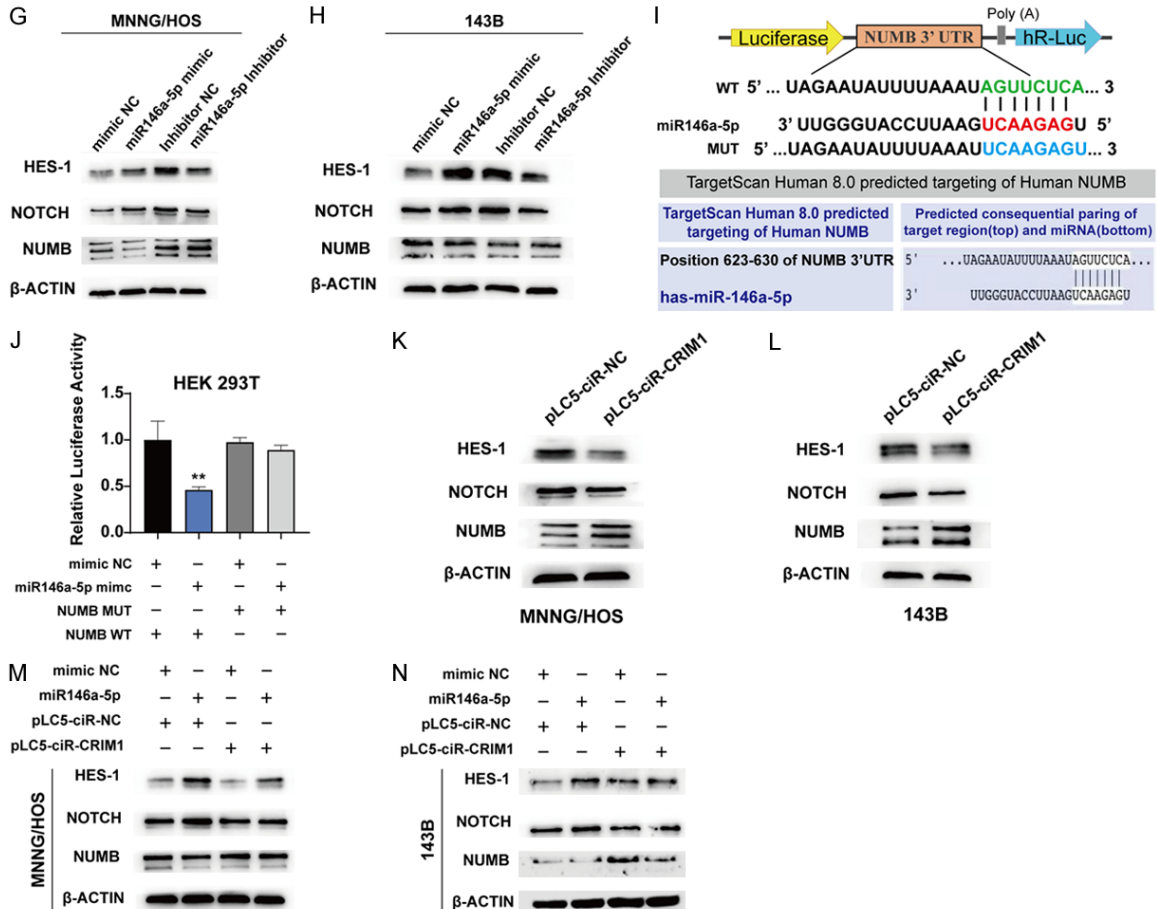 G
MNNG/HOS
mimic NC
miR146a-5p mimic
Inhibitor NC
miR146a-5p Inhibitor
HES-1
NOTCH
NUMB
β-ACTIN
H
143B
mimic NC
miR146a-5p mimic
Inhibitor NC
miR146a-5p Inhibitor
HES-1
NOTCH
NUMB
β-ACTIN
I
Poly (A)
Luciferase
NUMB 3' UTR
hR-Luc
WT 5' ... UAGAAUAUUUUAAAUAGUUCUCA... 3
miR146a-5p 3' UUGGGUACCUUAAGUCAAGAGU 5'
MUT 5' ...UAGAAUAUUUUAAAUUCAAGAGU... 3
TargetScan Human 8.0 predicted targeting of Human NUMB
TargetScan Human 8.0 predicted
targeting of Human NUMB
Predicted consequential paring of
target region(top) and miRNA(bottom)
Position 623-630 of NUMB 3'UTR
5' ...UAGAAUAUUUUAAAUAGUUCUCA...
has-miR-146a-5p
3' UUGGGUACCUUAAGUCAAGAGU
J
HEK 293T
Relative Luciferase Activity
1.5
1.0
0.5
0.0
**
mimic NC + − + −
miR146a-5p mimc − + − +
NUMB MUT − − + +
NUMB WT + + − −
K
pLC5-ciR-NC
pLC5-ciR-CRIM1
HES-1
NOTCH
NUMB
β-ACTIN
MNNG/HOS
L
pLC5-ciR-NC
pLC5-ciR-CRIM1
HES-1
NOTCH
NUMB
β-ACTIN
143B
M
mimic NC + − + −
miR146a-5p − + − +
pLC5-ciR-NC + + − −
pLC5-ciR-CRIM1 − − + +
MNNG/HOS
HES-1
NOTCH
NUMB
β-ACTIN
N
mimic NC + − + −
miR146a-5p − + − +
pLC5-ciR-NC + + − −
pLC5-ciR-CRIM1 − − + +
143B
HES-1
NOTCH
NUMB
β-ACTIN